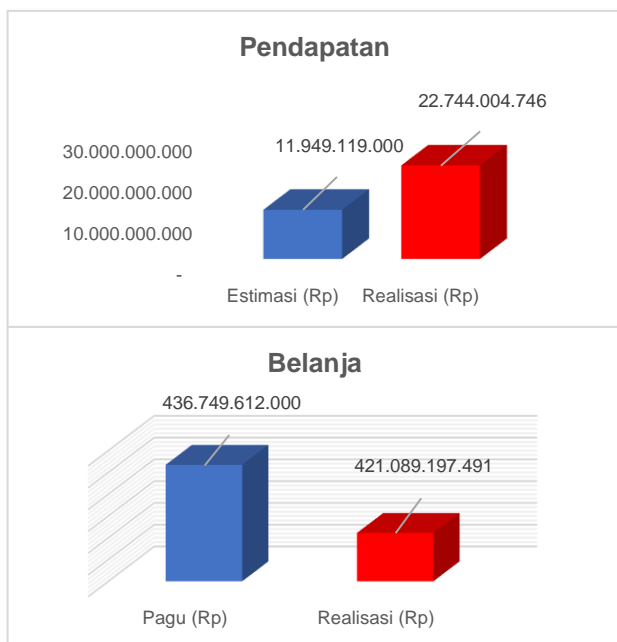 Pendapatan
22.744.004.746
11.949.119.000
30.000.000.000
20.000.000.000
10.000.000.000
-
Estimasi (Rp) Realisasi (Rp)
Belanja
436.749.612.000
421.089.197.491
Pagu (Rp) Realisasi (Rp)